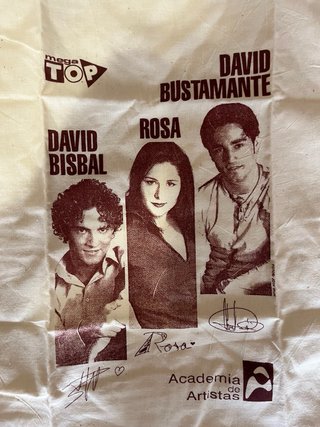 mega
TOP
DAVID
BUSTAMANTE
ROSA
DAVID
BISBAL
Rosa
Academia
de
Artistas